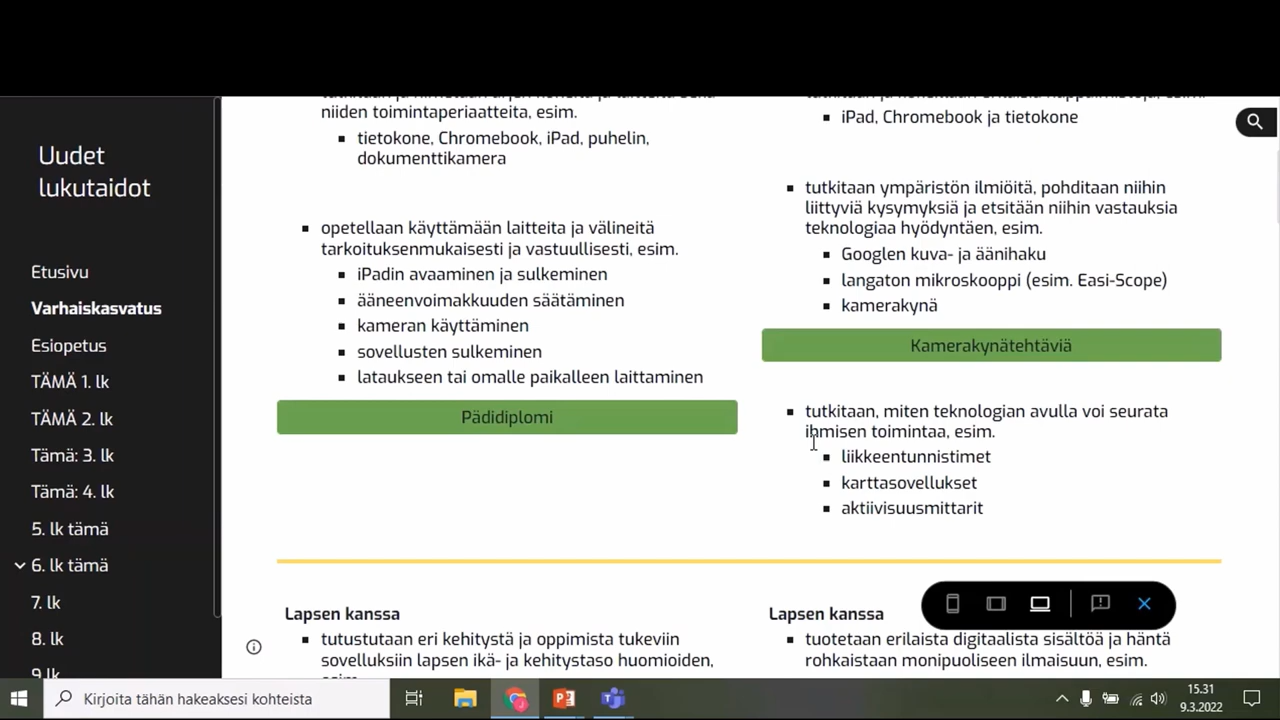 Uudet
lukutaidot
Etusivu
Varhaiskasvatus
Esiopetus
TÄMÄ 1. lk
TÄMÄ 2. lk
Tämä: 3. lk
Tämä: 4. lk
5. lk tämä
6. lk tämä
7. lk
8. lk
9. lk
niiden toimintaperiaatteita, esim.
tietokone, Chromebook, iPad, puhelin,
dokumenttikamera
opetellaan käyttämään laitteita ja välineitä
tarkoituksenmukaisesti ja vastuullisesti, esim.
iPadin avaaminen ja sulkeminen
ääneenvoimakkuuden säätäminen
kameran käyttäminen
sovellusten sulkeminen
lataukseen tai omalle paikalleen laittaminen
Pädidiplomi
iPad, Chromebook ja tietokone
tutkitaan ympäristön ilmiöitä, pohditaan niihin
liittyviä kysymyksiä ja etsitään niihin vastauksia
teknologiaa hyödyntäen, esim.
Googlen kuva- ja äänihaku
langaton mikroskooppi (esim. Easi-Scope)
kamerakynä
Kamerakynätehtäviä
tutkitaan, miten teknologian avulla voi seurata
ihmisen toimintaa, esim.
liikkeentunnistimet
karttasovellukset
aktiivisuusmittarit
Lapsen kanssa
tutustutaan eri kehitystä ja oppimista tukeviin
sovelluksiin lapsen ikä- ja kehitystaso huomioiden,
esim.
Lapsen kanssa
tuotetaan erilaista digitaalista sisältöä ja häntä
rohkaistaan monipuoliseen ilmaisuun, esim.
Kirjoita tähän hakeaksesi kohteista
15.31
9.3.2022